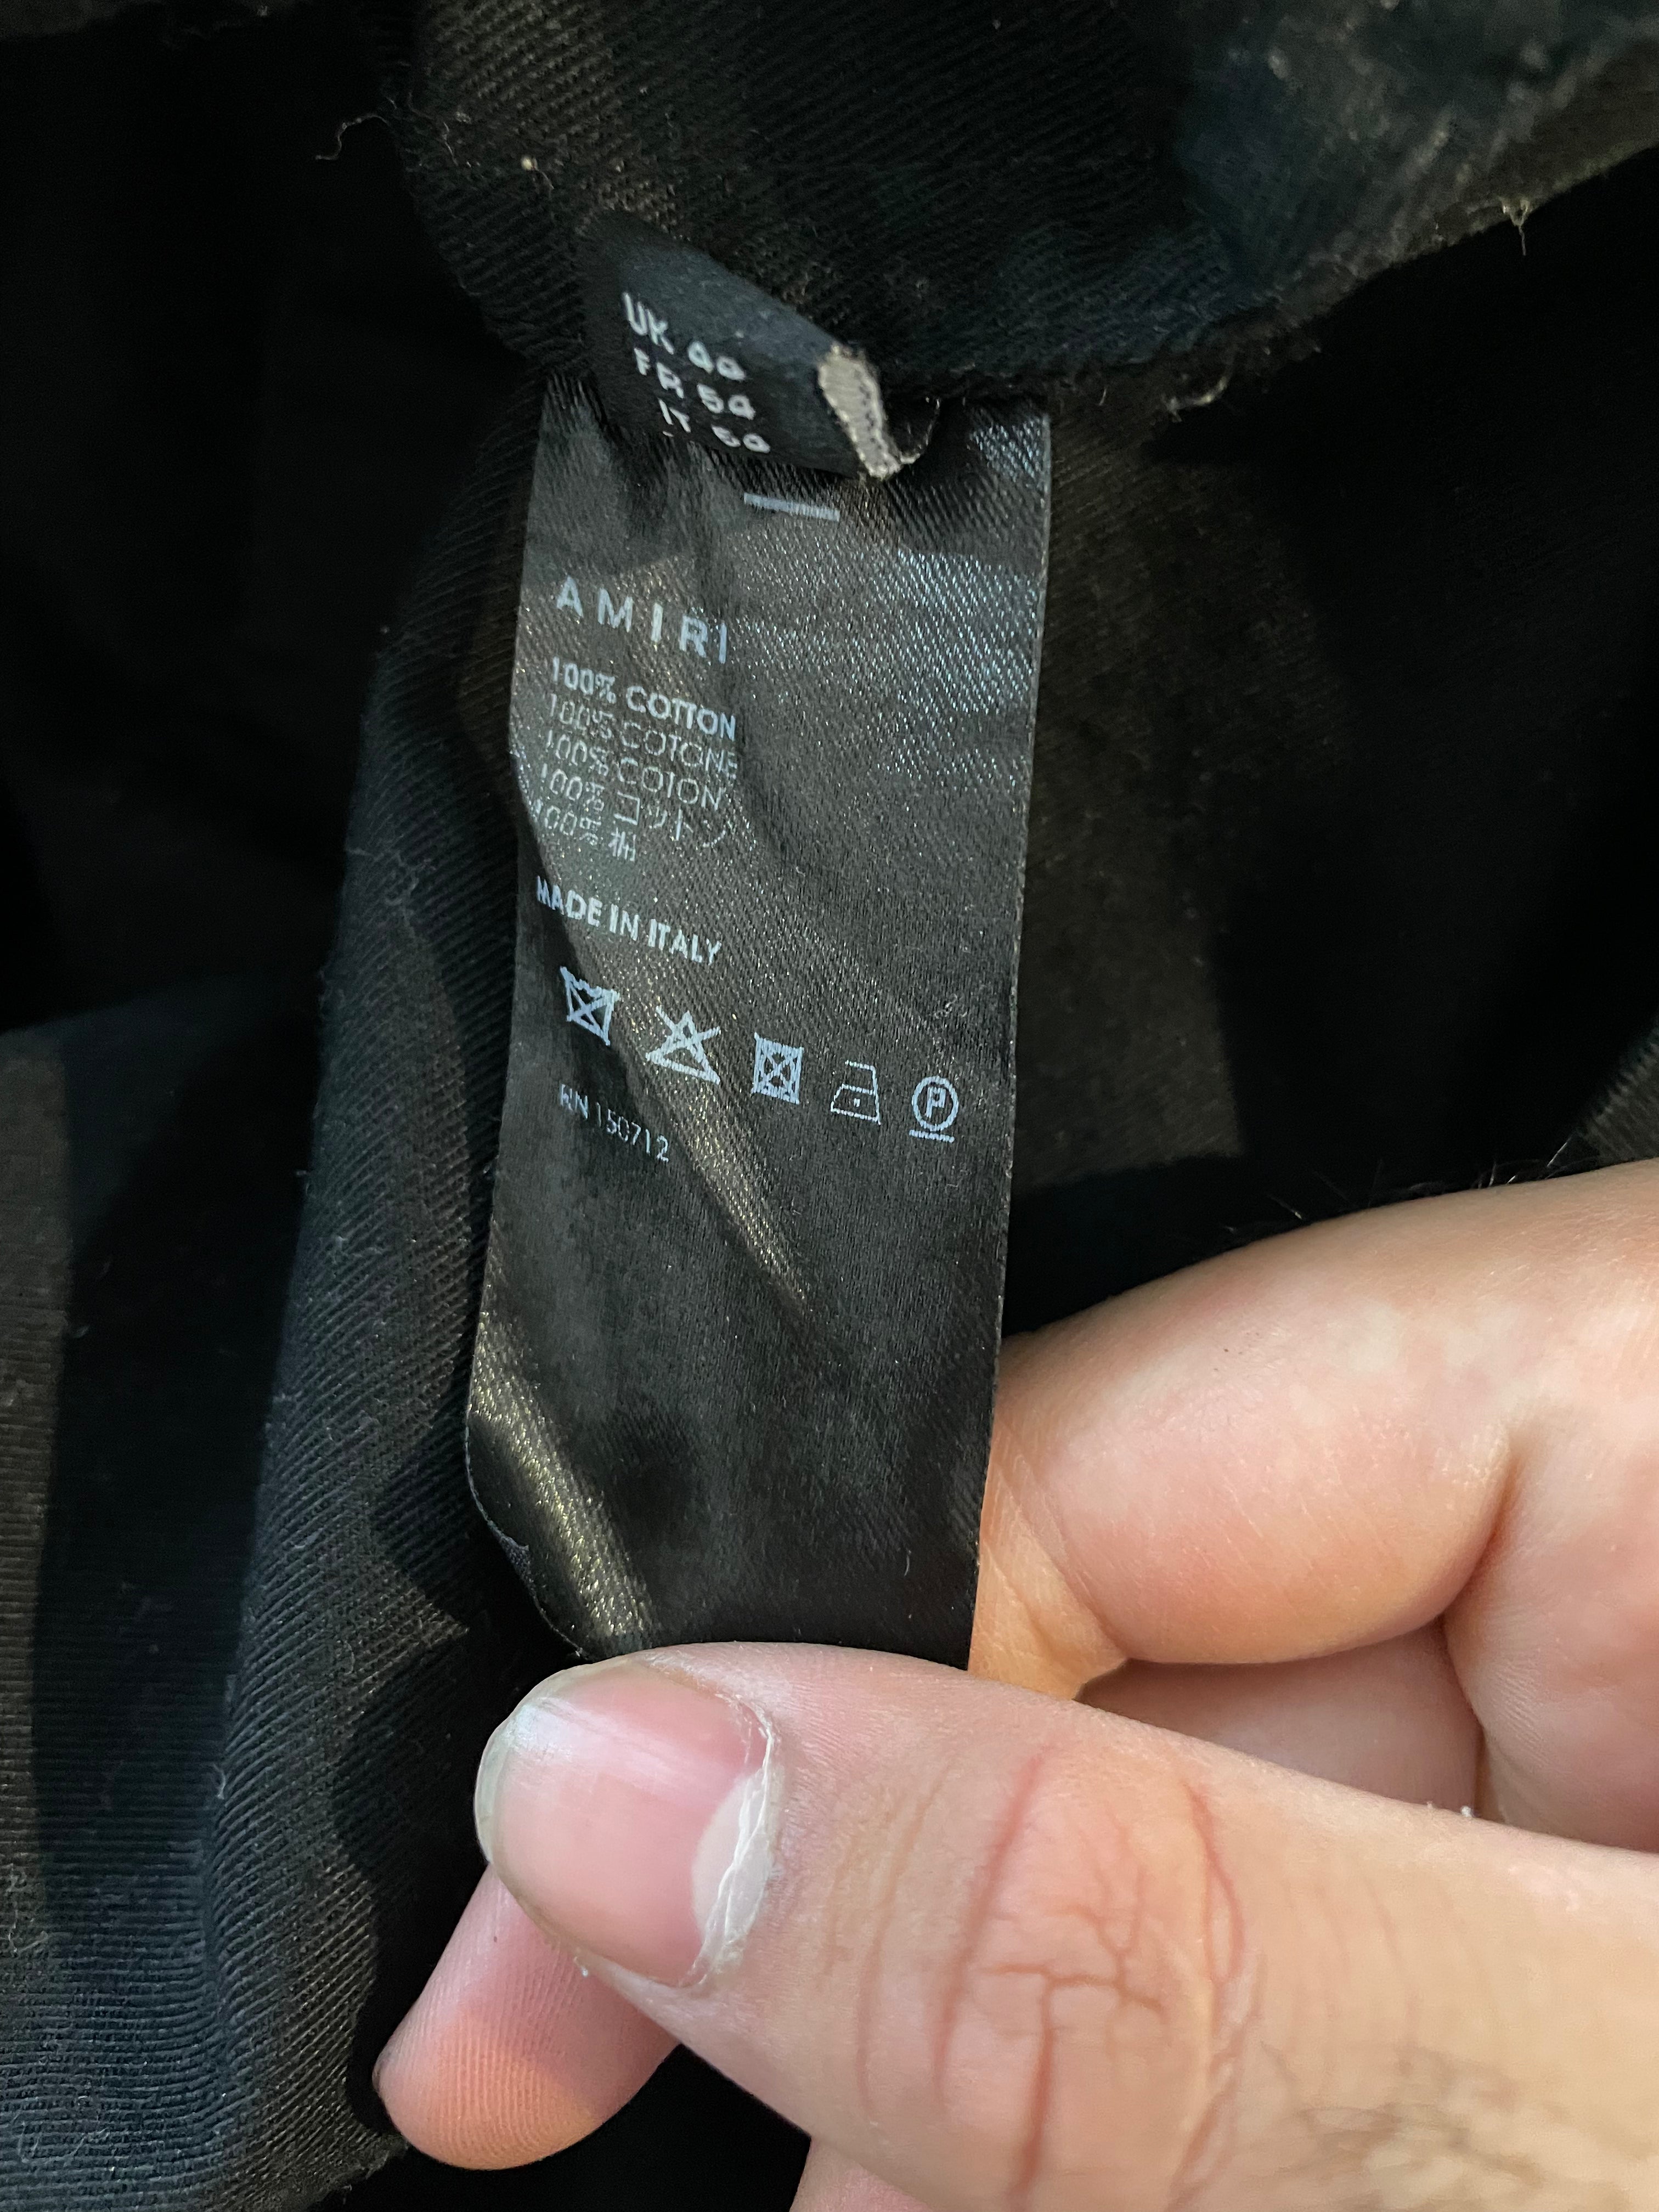 UK 44
FR 54
IT 54
AMIRI
100% COTTON
100% COTONE
100% COTON
100% コットン
100% 棉
MADE IN ITALY
P
RN 150712